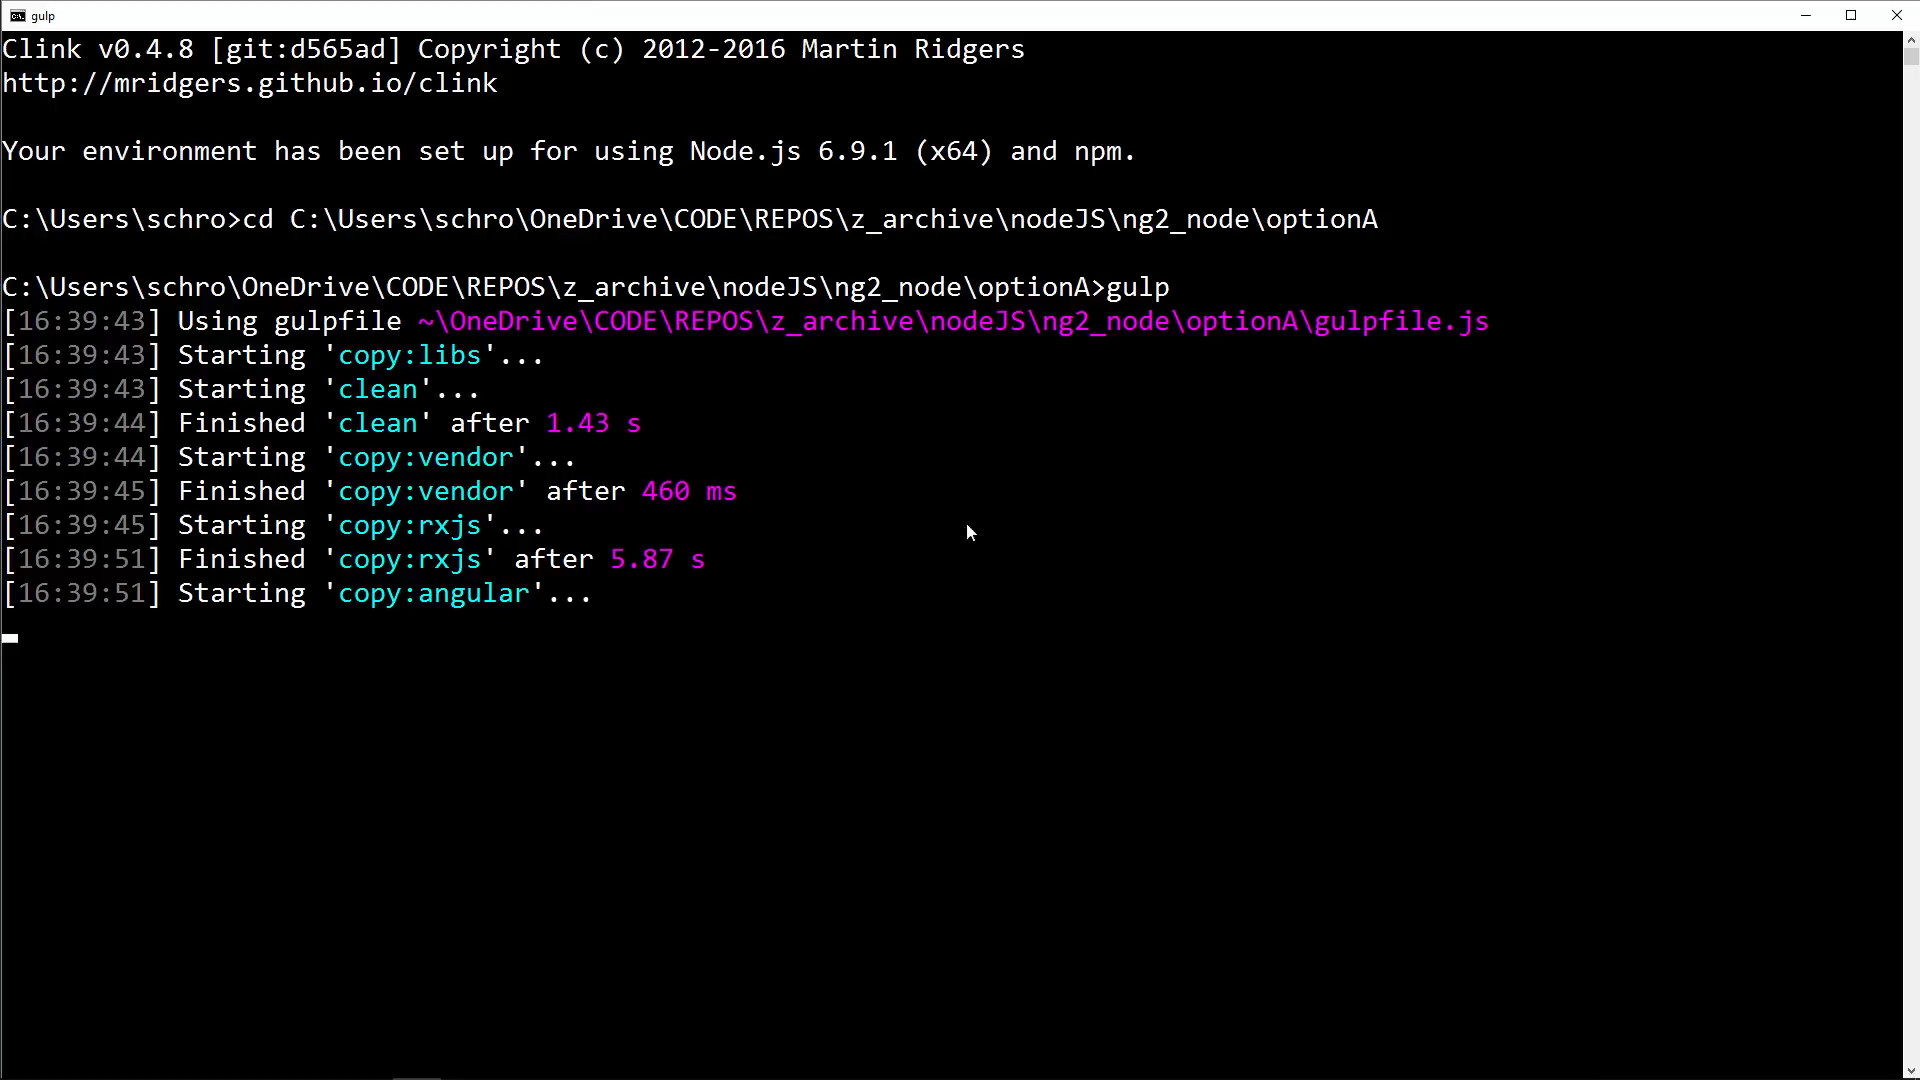 gulp
Clink v0.4.8 [git:d565ad] Copyright (c) 2012-2016 Martin Ridgers
http://mridgers.github.io/clink
Your environment has been set up for using Node.js 6.9.1 (x64) and npm.
C:\Users\schro>cd C:\Users\schro\OneDrive\CODE\REPOS\z_archive\nodeJS\ng2_node\optionA
C:\Users\schro\OneDrive\CODE\REPOS\z_archive\nodeJS\ng2_node\optionA>gulp
[16:39:43] Using gulpfile ~\OneDrive\CODE\REPOS\z_archive\nodeJS\ng2_node\optionA\gulpfile.js
[16:39:43] Starting 'copy:libs'...
[16:39:43] Starting 'clean'...
[16:39:44] Finished 'clean' after 1.43 s
[16:39:44] Starting 'copy:vendor'...
[16:39:45] Finished 'copy:vendor' after 460 ms
[16:39:45] Starting 'copy:rxjs'...
[16:39:51] Finished 'copy:rxjs' after 5.87 s
[16:39:51] Starting 'copy:angular'...